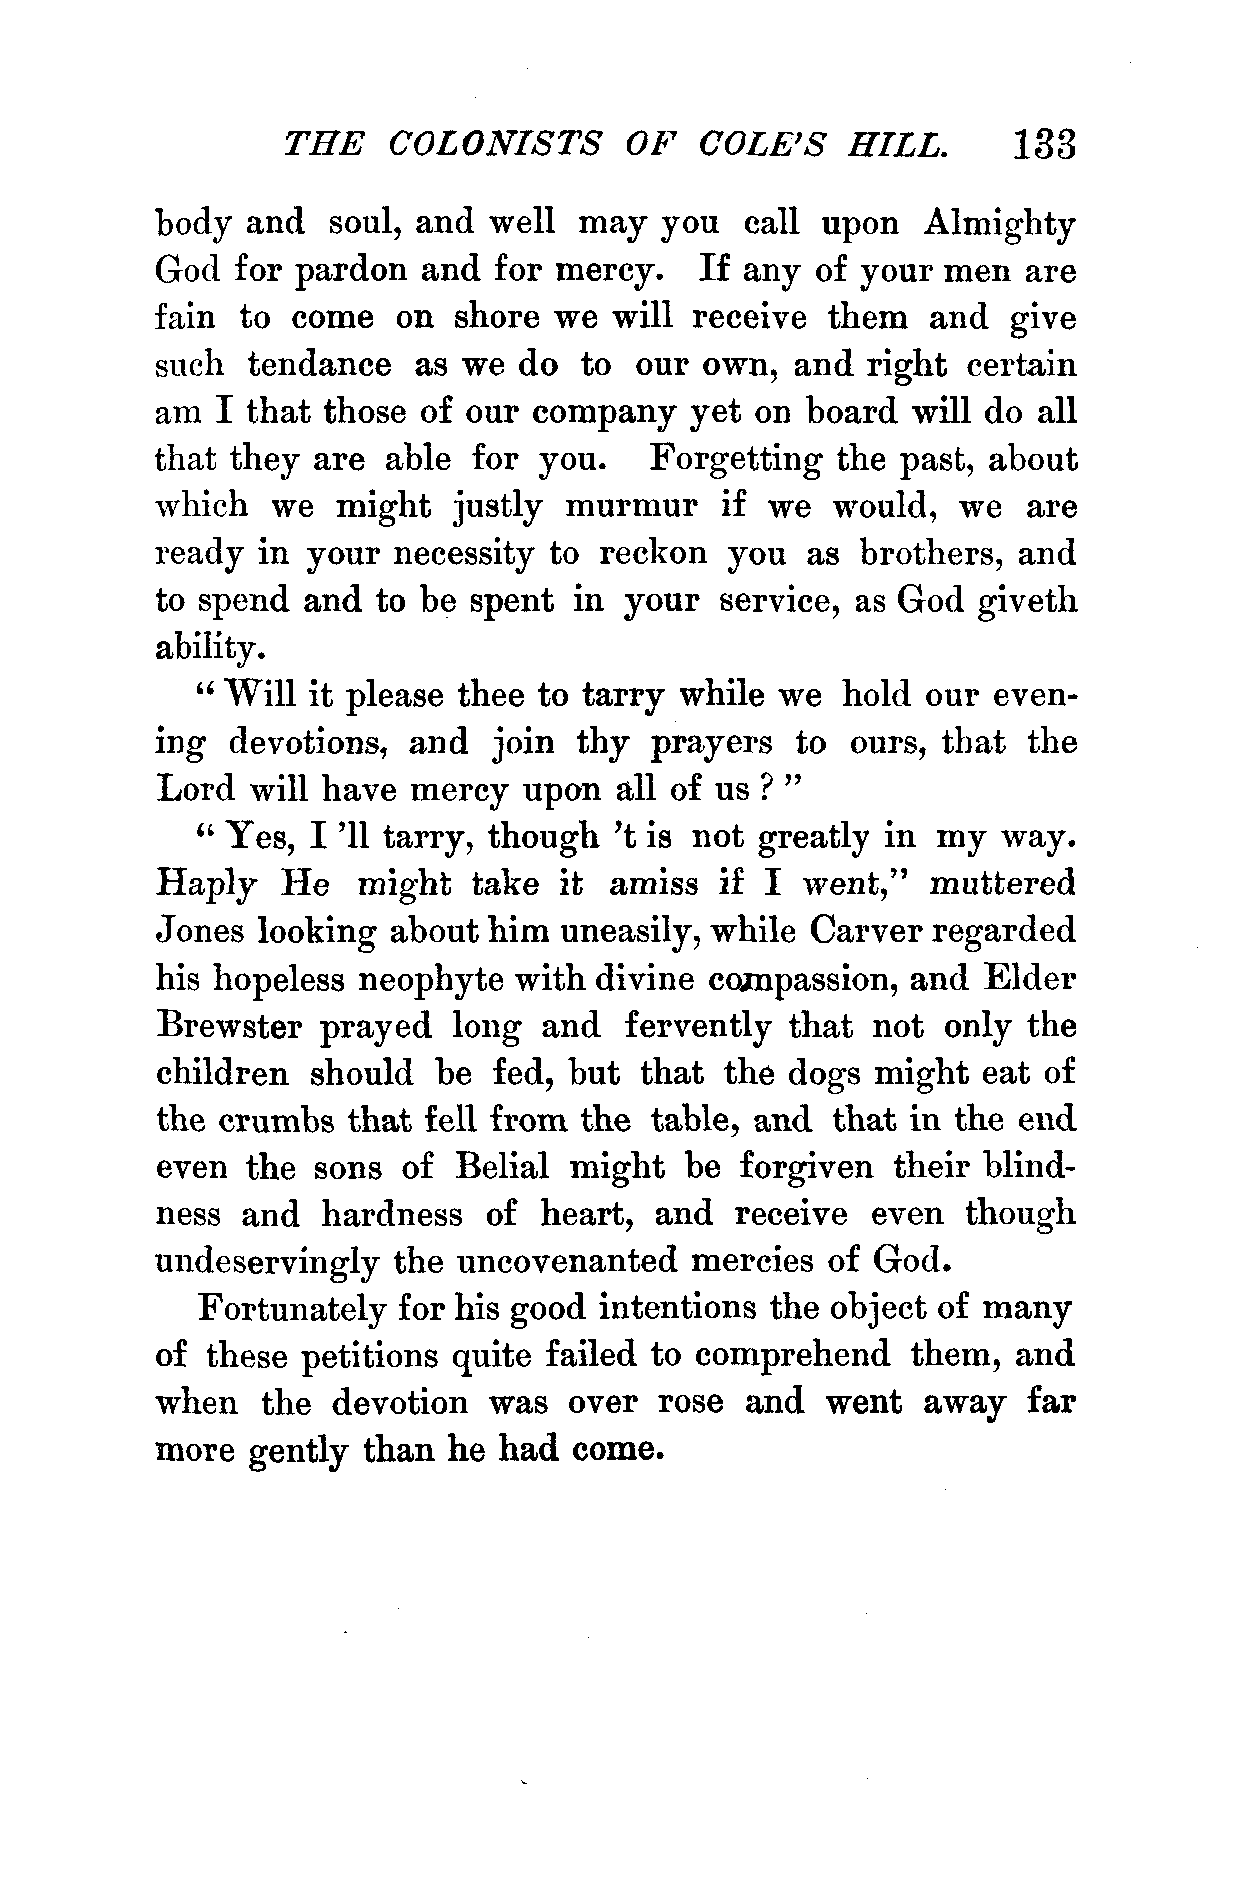 THE COLONISTS OF COLE'S HILL. 133
body and soul, and well may you call upon Almighty
God for pardon and for mercy. If any of your men are
fain to come on shore we will receive them and give
such tendance as we do to our own, and right certain
am I that those of our company yet on board will do all
that they are able for you. Forgetting the past, about
which we might justly murmur if we would, we are
ready in your necessity to reckon you as brothers, and
to spend and to be spent in your service, as God giveth
ability.
“ Will it please thee to tarry while we hold our even-
ing devotions, and join thy prayers to ours, that the
Lord will have mercy upon all of us ? ”
“ Yes, I ’ll tarry, though ’t is not greatly in my way.
Haply He might take it amiss if I went,” muttered
Jones looking about him uneasily, while Carver regarded
his hopeless neophyte with divine compassion, and Elder
Brewster prayed long and fervently that not only the
children should be fed, but that the dogs might eat of
the crumbs that fell from the table, and that in the end
even the sons of Belial might be forgiven their blind-
ness and hardness of heart, and receive even though
undeservingly the uncovenanted mercies of God.
Fortunately for his good intentions the object of many
of these petitions quite failed to comprehend them, and
when the devotion was over rose and went away far
more gently than he had come.